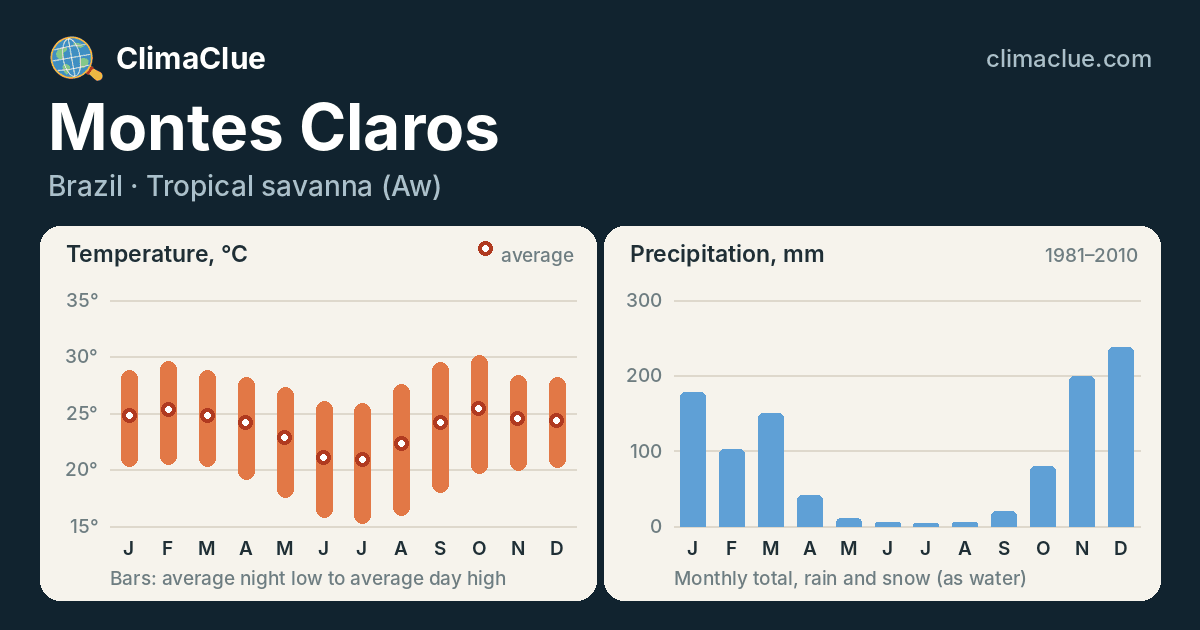 ClimaClue
climaclue.com
Montes Claros
Brazil · Tropical savanna (Aw)
Temperature, °C
average
35°
30°
25°
20°
15°
J F M A M J J A S O N D
Bars: average night low to average day high
Precipitation, mm
1981–2010
300
200
100
0
J F M A M J J A S O N D
Monthly total, rain and snow (as water)